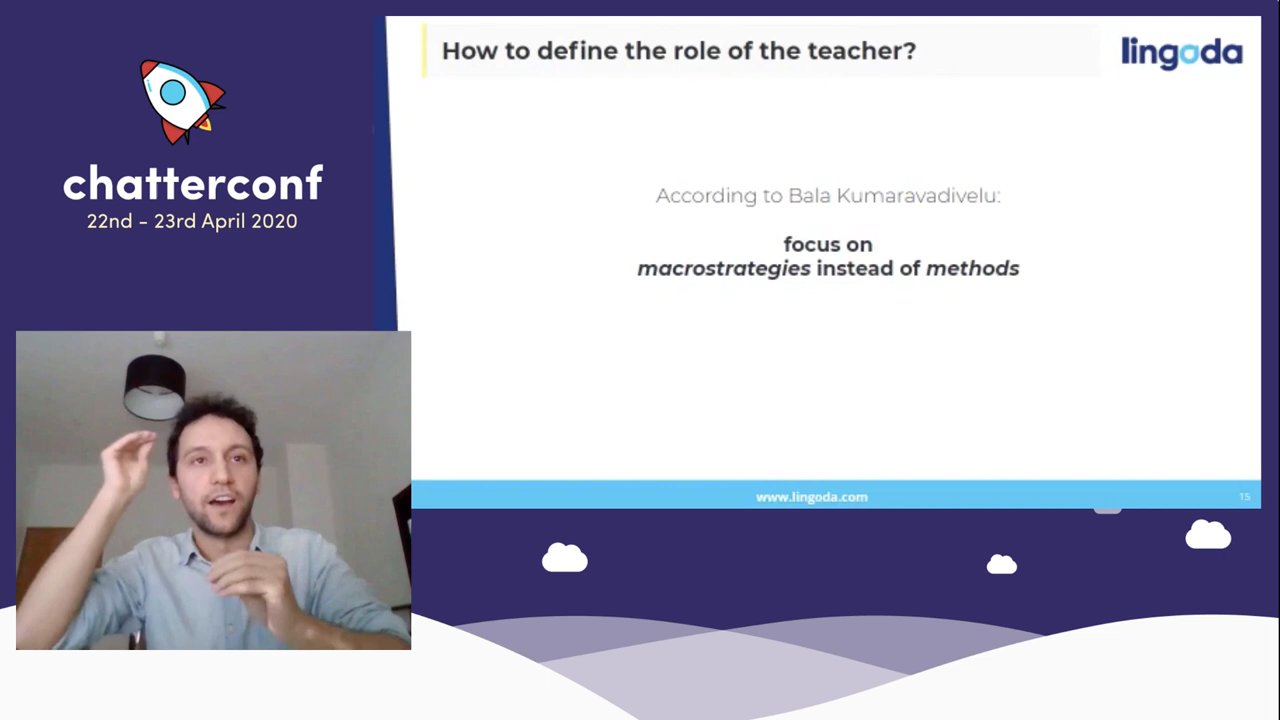 chatterconf
22nd - 23rd April 2020
How to define the role of the teacher?
lingoda
According to Bala Kumaravadivelu:
focus on
macrostrategies instead of methods
www.lingoda.com
15